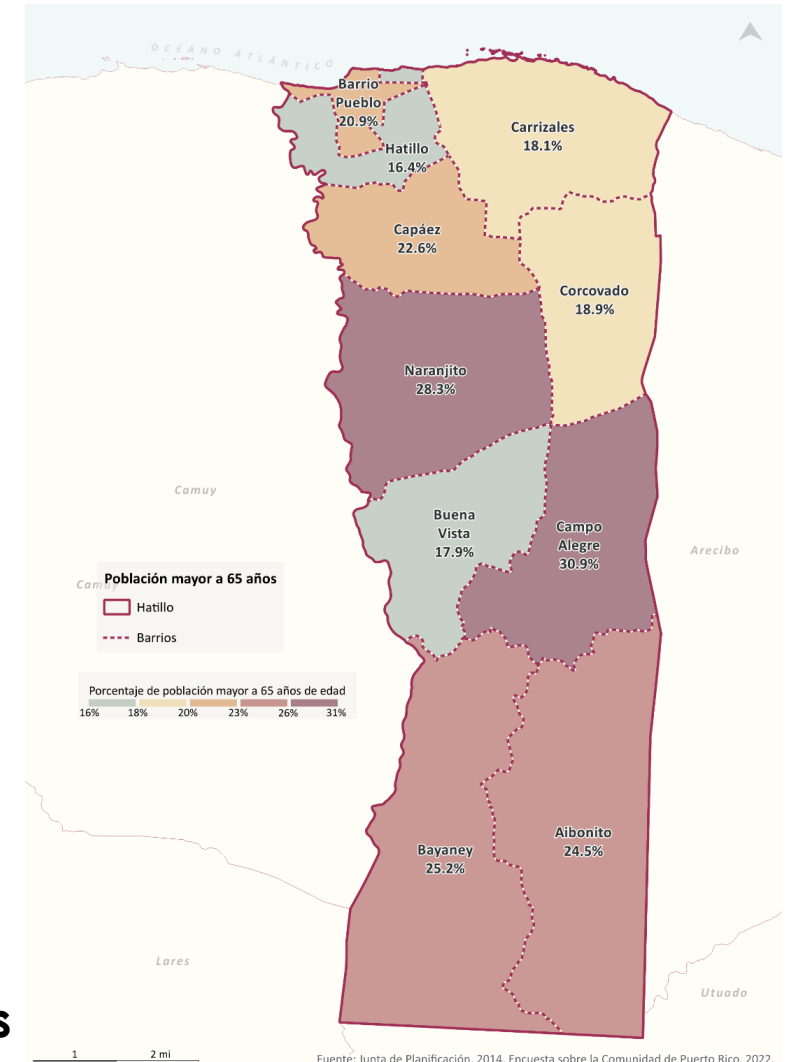 OCÉANO ATLÁNTICO
Barrio
Pueblo
20.9%
Carrizales
18.1%
Hatillo
16.4%
Capáez
22.6%
Corcovado
18.9%
Naranjito
28.3%
Camuy
Buena
Vista
17.9%
Campo
Alegre
30.9%
Arecibo
Camuy
Población mayor a 65 años
Hatillo
Barrios
Porcentaje de población mayor a 65 años de edad
16% 18% 20% 23% 26% 31%
Bayaney
25.2%
Aibonito
24.5%
Lares
Utuado
s
1 2 mi
Fuente: Junta de Planificación, 2014. Encuesta sobre la Comunidad de Puerto Rico, 2022.